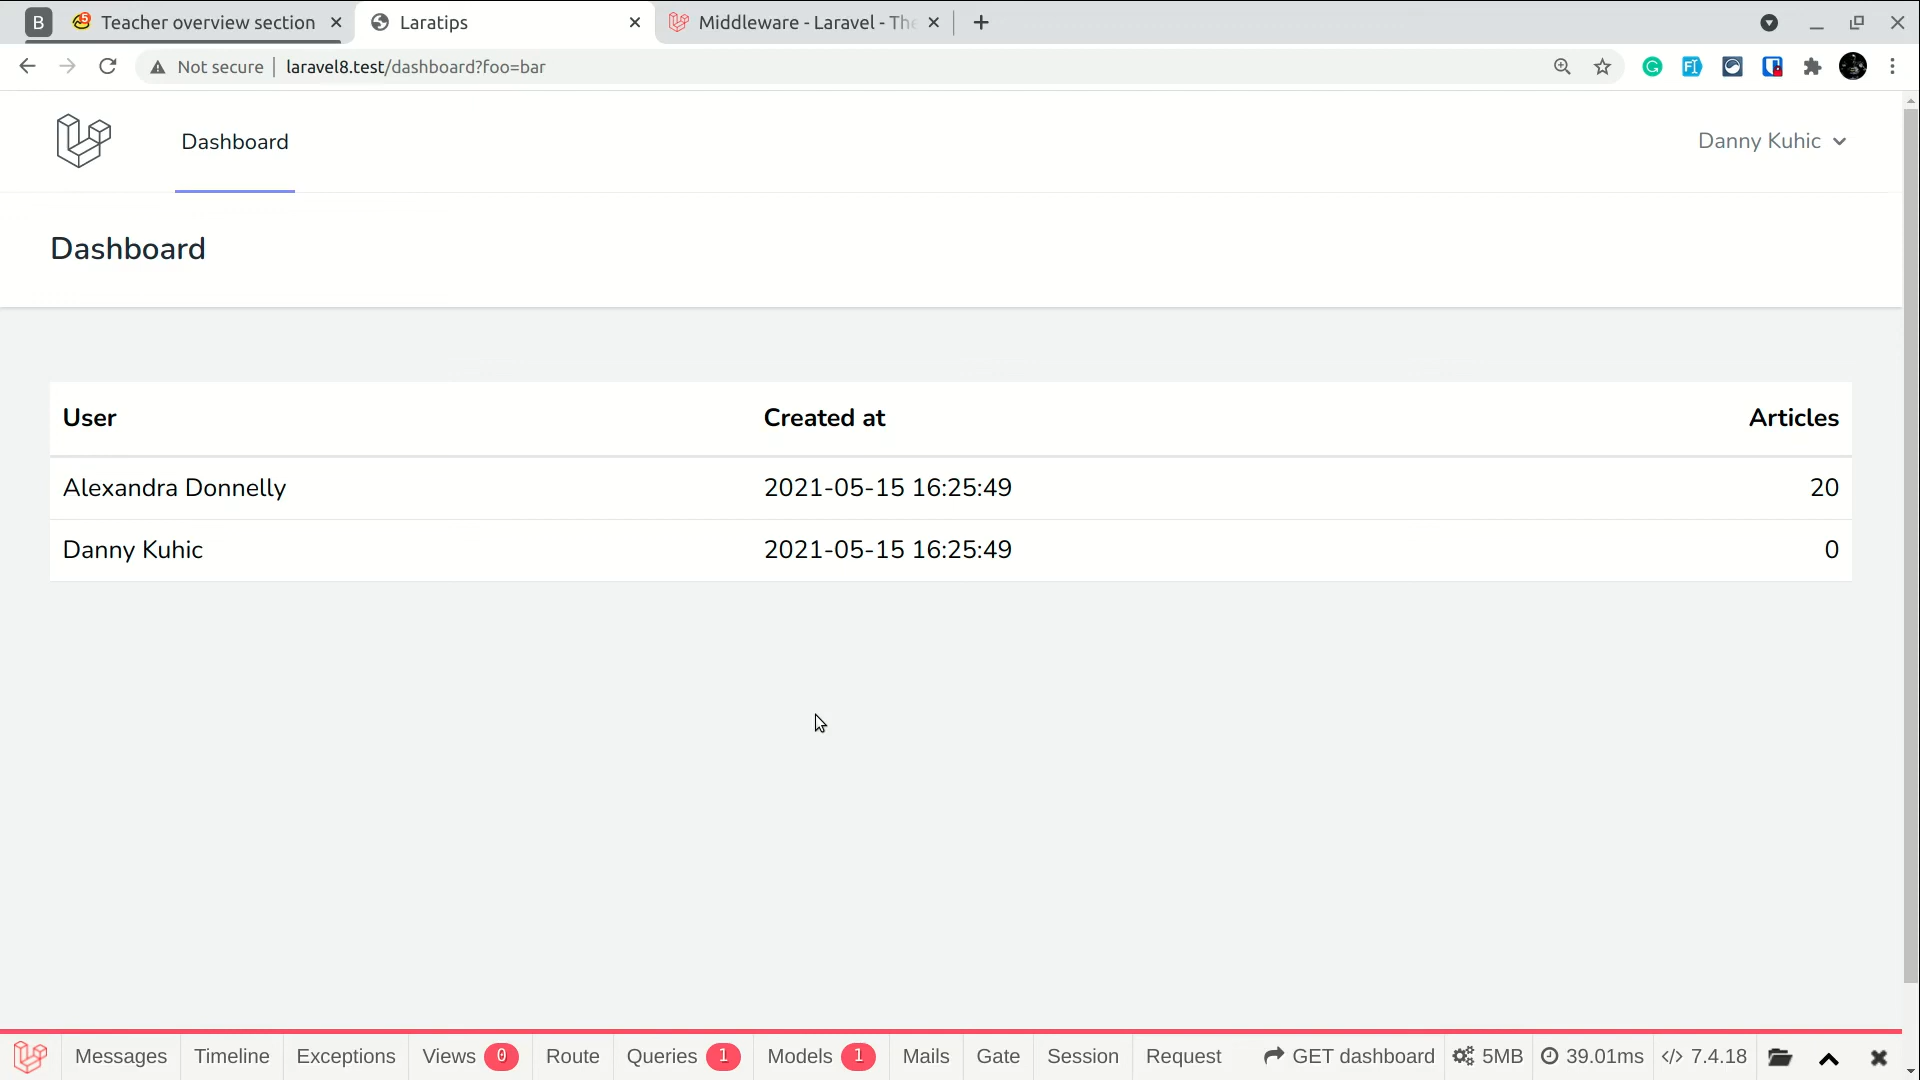 B Teacher overview section Laratips Middleware - Laravel - The
Not secure laravel8.test/dashboard?foo=bar
Dashboard Danny Kuhic
Dashboard
User Created at Articles
Alexandra Donnelly 2021-05-15 16:25:49 20
Danny Kuhic 2021-05-15 16:25:49 0
Messages Timeline Exceptions Views 0 Route Queries 1 Models 1 Mails Gate Session Request GET dashboard 5MB 39.01ms </> 7.4.18